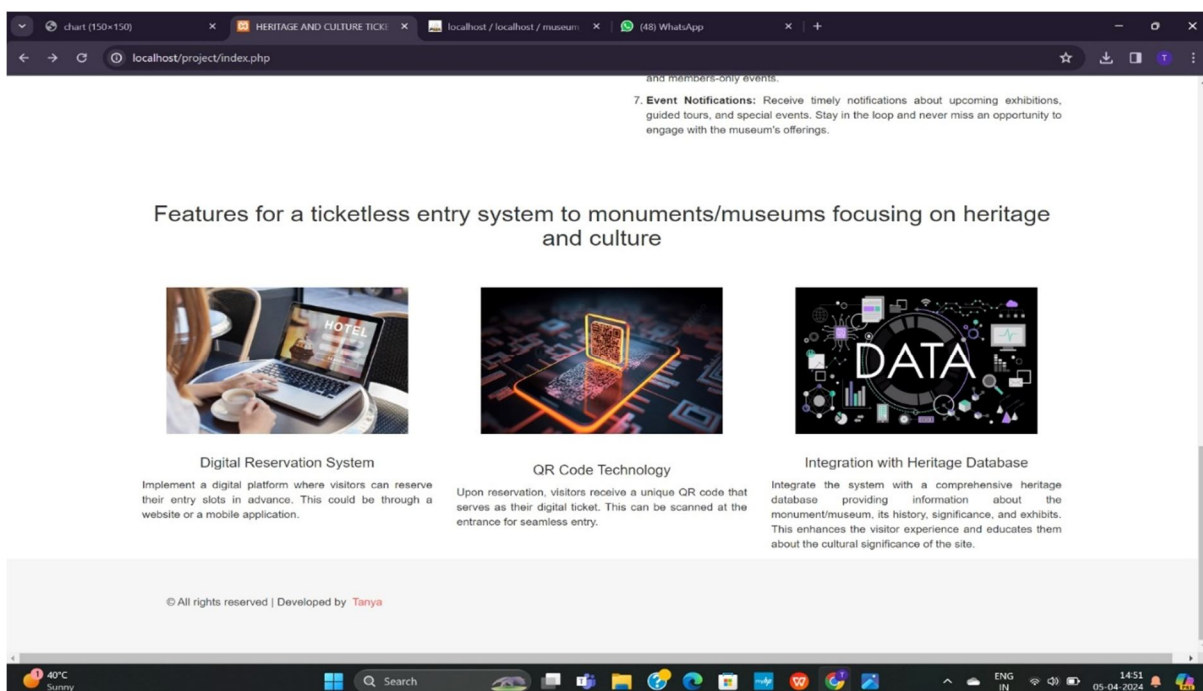 chart (150×150)
HERITAGE AND CULTURE TICKE
localhost / localhost / museum
(48) WhatsApp
localhost/project/index.php
T
and members-only events.
7. Event Notifications: Receive timely notifications about upcoming exhibitions,
guided tours, and special events. Stay in the loop and never miss an opportunity to
engage with the museum's offerings.
Features for a ticketless entry system to monuments/museums focusing on heritage
and culture
HOTEL
DATA
Digital Reservation System
Implement a digital platform where visitors can reserve
their entry slots in advance. This could be through a
website or a mobile application.
QR Code Technology
Upon reservation, visitors receive a unique QR code that
serves as their digital ticket. This can be scanned at the
entrance for seamless entry.
Integration with Heritage Database
Integrate the system with a comprehensive heritage
database providing information about the
monument/museum, its history, significance, and exhibits.
This enhances the visitor experience and educates them
about the cultural significance of the site.
© All rights reserved | Developed by Tanya
1
40°C
Sunny
Search
ENG
IN
14:51
05-04-2024